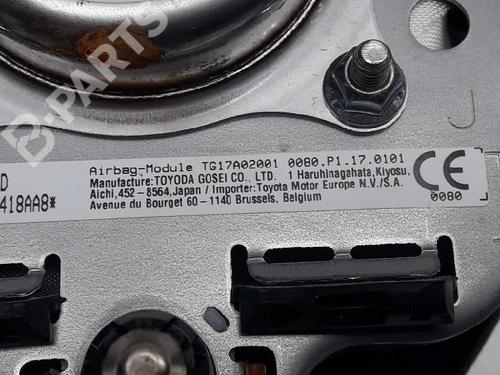 B-PARTS
Airbag-Module TG17A02001 0080.P1.17.0101
Manufacture:TOYODA GOSEI CO., LTD. 1 Haruhinagahata, Kiyosu,
Aichi,452-8564,Japan / Importer:Toyota Motor Europe N.V./S.A.
Avenue du Bourget 60 – 1140 Brussels, Belgium
CE
0080
D
418AA8*